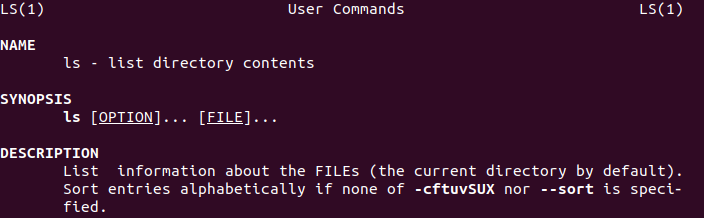 LS(1) User Commands LS(1)
NAME
ls - list directory contents
SYNOPSIS
ls [OPTION]... [FILE]...
DESCRIPTION
List  information about the FILEs (the current directory by default).
Sort entries alphabetically if none of -cftuvSUX nor --sort is speci-
fied.